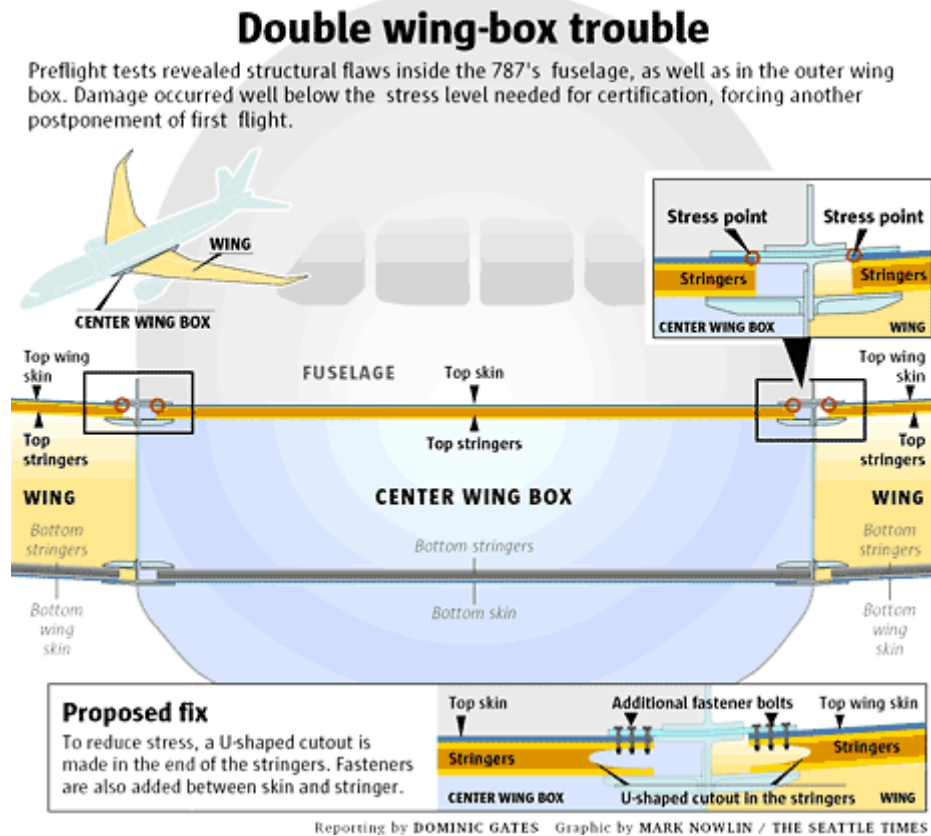 Double wing-box trouble
Preflight tests revealed structural flaws inside the 787's fuselage, as well as in the outer wing
box. Damage occurred well below the stress level needed for certification, forcing another
postponement of first flight.
WING
CENTER WING BOX
Stress point
Stress point
Stringers
Stringers
CENTER WING BOX
WING
Top wing
skin
FUSELAGE
Top skin
Top wing
skin
Top
stringers
Top stringers
Top
stringers
WING
CENTER WING BOX
WING
Bottom
stringers
Bottom stringers
Bottom
stringers
Bottom
wing
skin
Bottom skin
Bottom
wing
skin
Proposed fix
To reduce stress, a U-shaped cutout is
made in the end of the stringers. Fasteners
are also added between skin and stringer.
Top skin
Additional fastener bolts
Top wing skin
Stringers
Stringers
CENTER WING BOX
U-shaped cutout in the stringers
WING
Reporting by DOMINIC GATES Graphic by MARK NOWLIN / THE SEATTLE TIMES